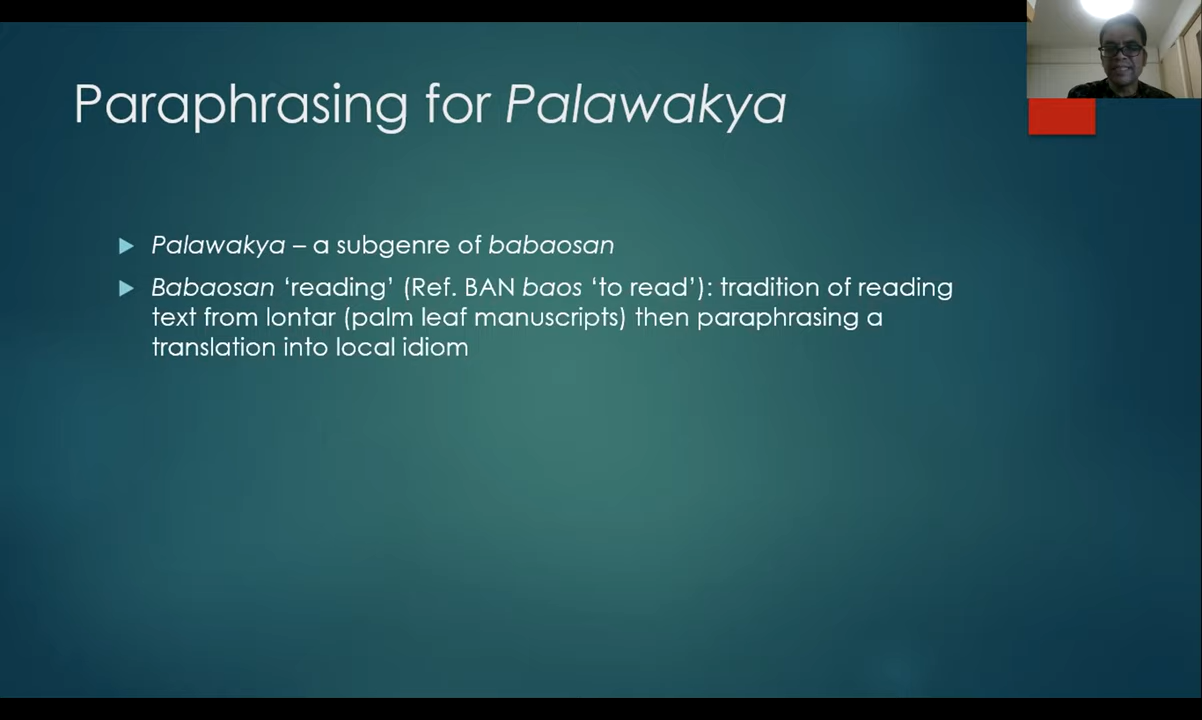 Paraphrasing for Palawakya
Palawakya – a subgenre of babaosan
Babaosan ‘reading’ (Ref. BAN baos ‘to read’): tradition of reading
text from lontar (palm leaf manuscripts) then paraphrasing a
translation into local idiom